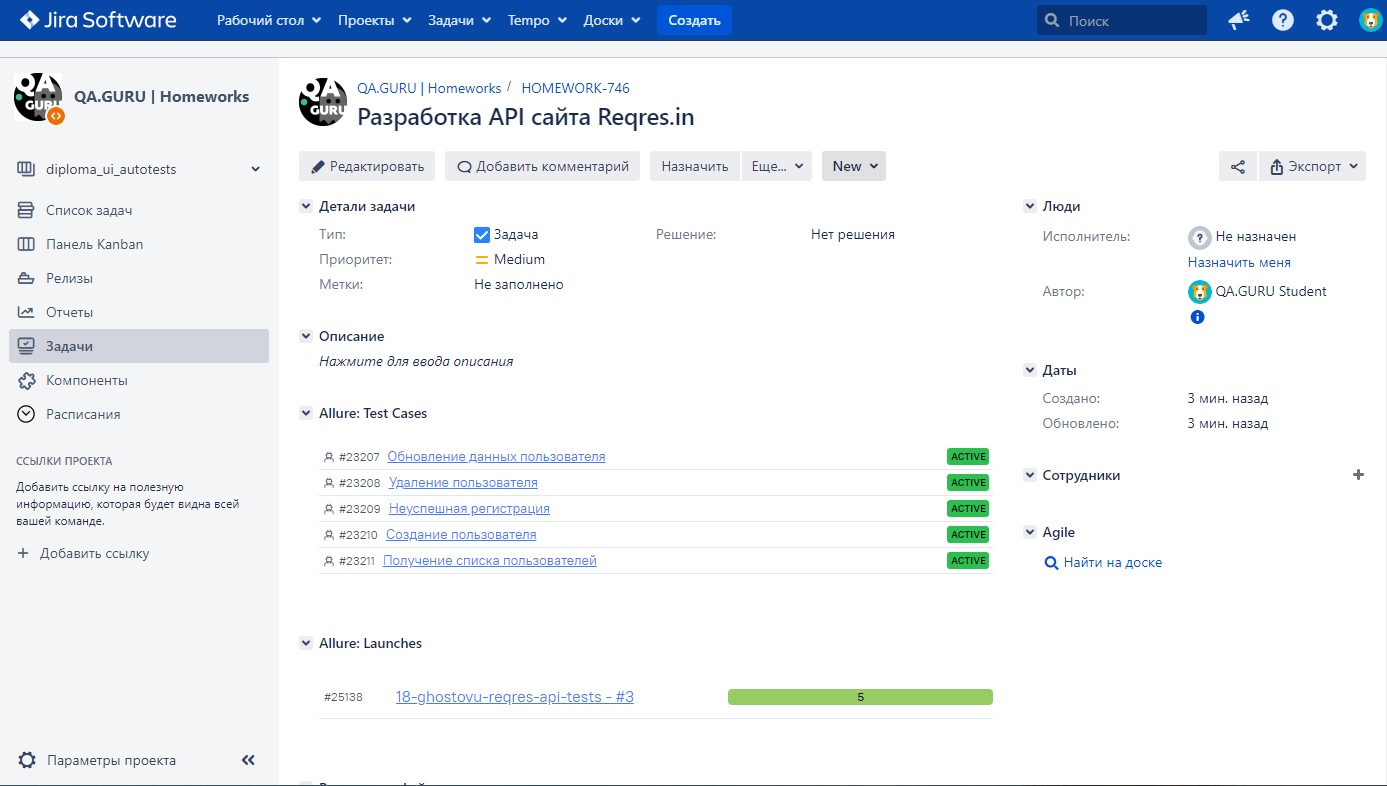 Jira Software Рабочий стол Проекты Задачи Tempo Доски Создать Поиск
QA GURU
QA.GURU | Homeworks
diploma_ui_autotests
Список задач
Панель Kanban
Релизы
Отчеты
Задачи
Компоненты
Расписания
ССЫЛКИ ПРОЕКТА
Добавить ссылку на полезную
информацию, которая будет видна всей
вашей команде.
+ Добавить ссылку
Параметры проекта
QA GURU
QA.GURU | Homeworks / HOMEWORK-746
Разработка API сайта Reqres.in
Редактировать Добавить комментарий Назначить Еще... New Экспорт
Детали задачи
Тип: Задача Решение: Нет решения
Приоритет: Medium
Метки: Не заполнено
Описание
Нажмите для ввода описания
Allure: Test Cases
#23207 Обновление данных пользователя ACTIVE
#23208 Удаление пользователя ACTIVE
#23209 Неуспешная регистрация ACTIVE
#23210 Создание пользователя ACTIVE
#23211 Получение списка пользователей ACTIVE
Allure: Launches
#25138 18-ghostovu-reqres-api-tests - #3 5
Люди
Исполнитель: Не назначен
Назначить меня
Автор: QA.GURU Student
Даты
Создано: 3 мин. назад
Обновлено: 3 мин. назад
Сотрудники
Agile
Найти на доске